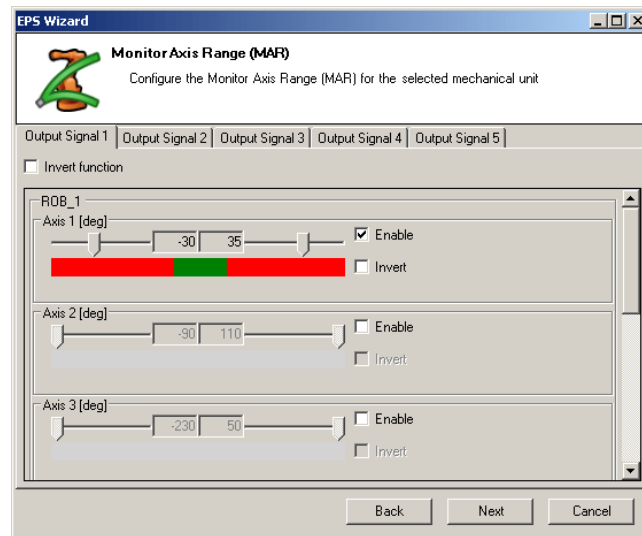 EPS Wizard
Monitor Axis Range (MAR)
Configure the Monitor Axis Range (MAR) for the selected mechanical unit
Output Signal 1 Output Signal 2 Output Signal 3 Output Signal 4 Output Signal 5
Invert function
ROB_1
Axis 1 [deg]
-30 35 Enable
Invert
Axis 2 [deg]
-90 110 Enable
Invert
Axis 3 [deg]
-230 50 Enable
Invert
Back Next Cancel